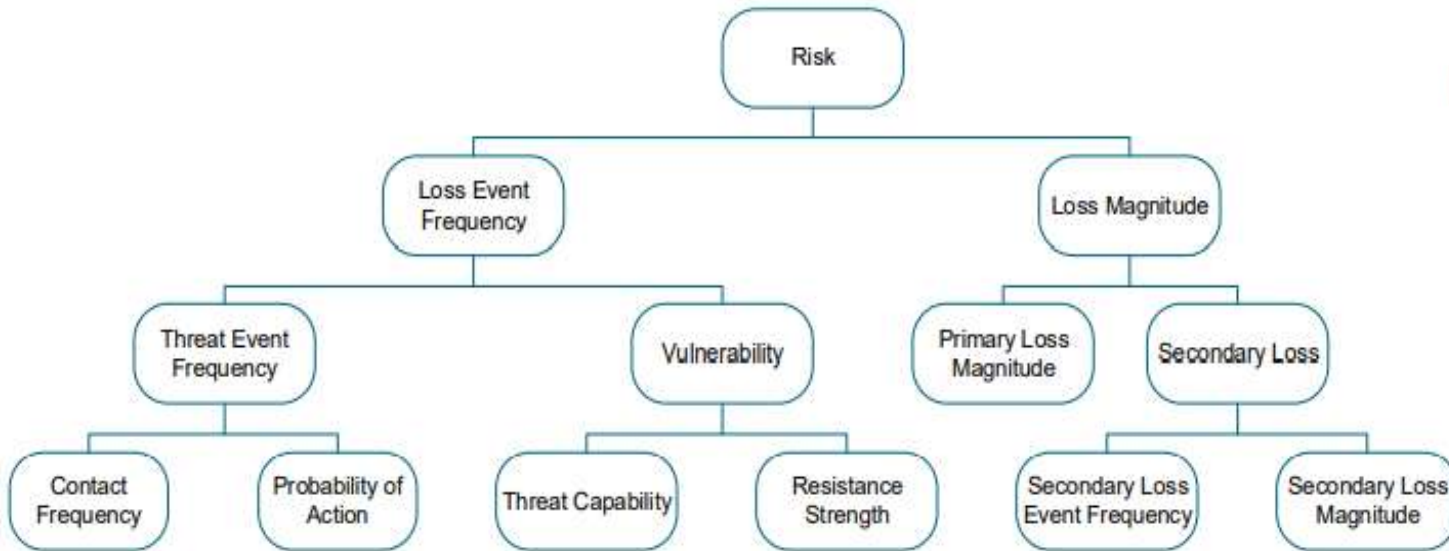 Risk
Loss Event
Frequency
Loss Magnitude
Threat Event
Frequency
Vulnerability
Primary Loss
Magnitude
Secondary Loss
Contact
Frequency
Probability of
Action
Threat Capability
Resistance
Strength
Secondary Loss
Event Frequency
Secondary Loss
Magnitude